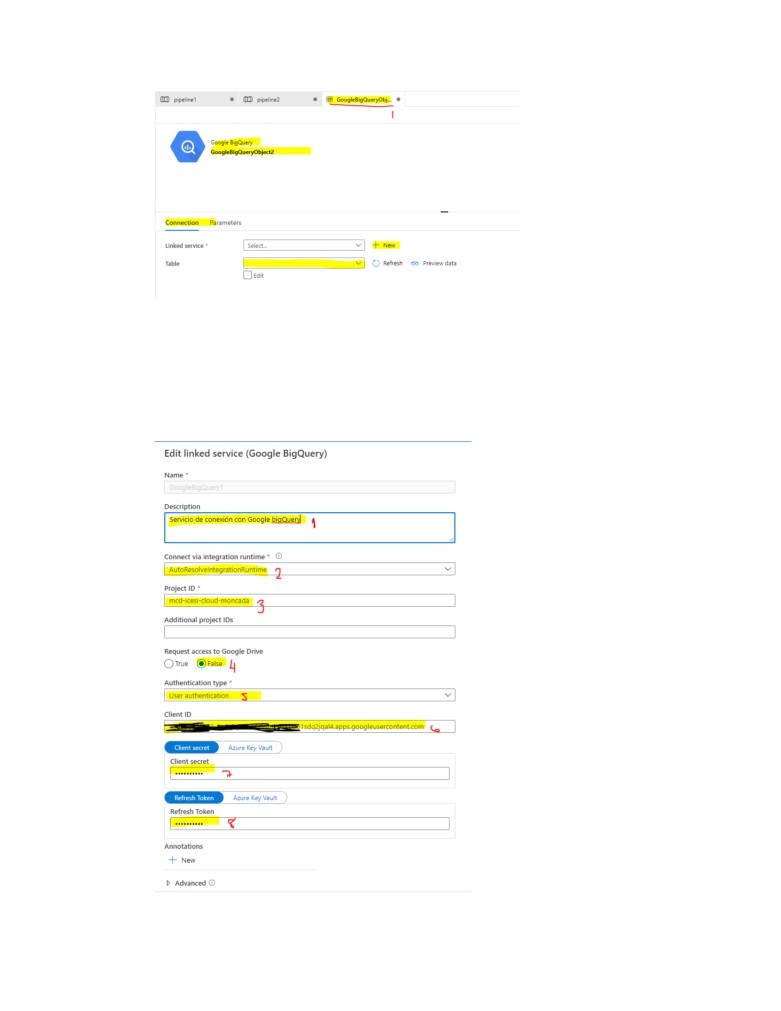 pipeline1 pipeline2 GoogleBigQueryObj...
1
Google BigQuery
GoogleBigQueryObject2
Connection Parameters
Linked service * Select... New
Table Refresh Preview data
Edit
Edit linked service (Google BigQuery)
Name *
GoogleBigQuery1
Description
Servicio de conexión con Google bigQuery 1
Connect via integration runtime *
AutoResolveIntegrationRuntime 2
Project ID *
mcd-icesi-cloud-moncada 3
Additional project IDs
Request access to Google Drive
True False 4
Authentication type *
User authentication 5
Client ID
1sdq2jqal4.apps.googleusercontent.com 6
Client secret Azure Key Vault
Client secret
•••••••••• 7
Refresh Token Azure Key Vault
Refresh Token
•••••••••• 8
Annotations
New
Advanced